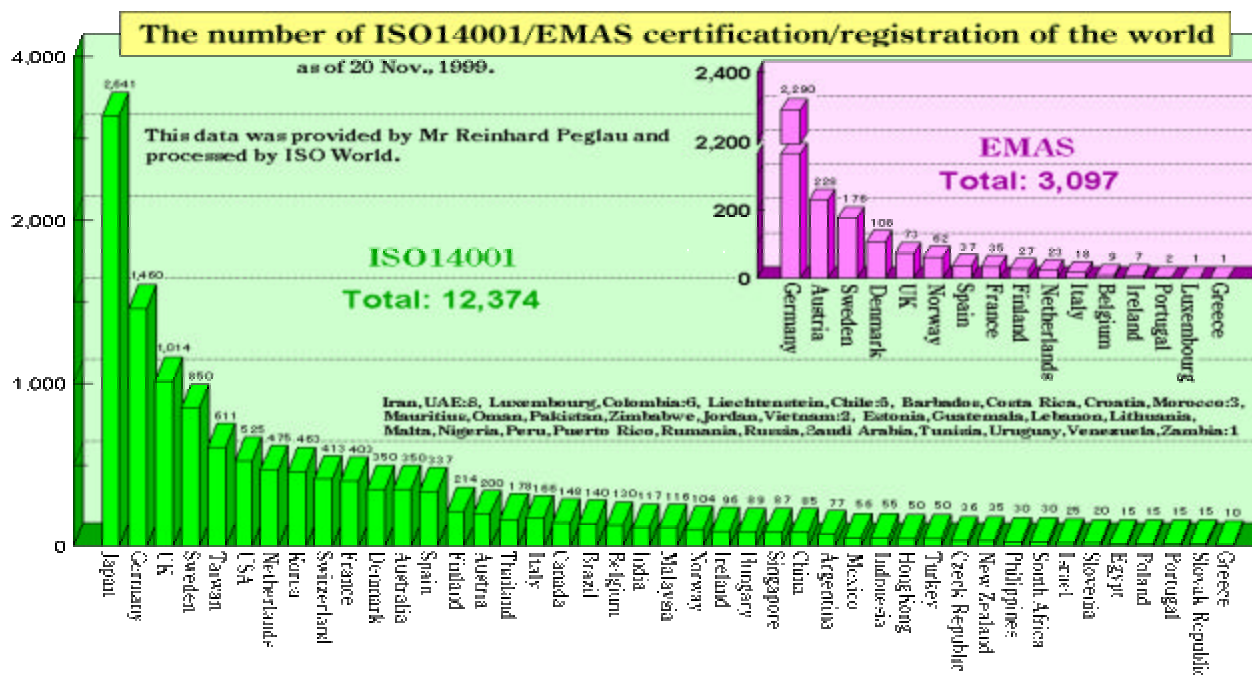 The number of ISO14001/EMAS certification/registration of the world
as of 20 Nov., 1999.
This data was provided by Mr Reinhard Peglau and
processed by ISO World.
4,000
2,000
1,000
0
ISO14001
Total: 12,374
2,400
2,200
200
0
EMAS
Total: 3,097
2,290 228 106 73 62 37 35 27 23 18 9 7 2 1 1
Germany
Austria
Sweden
Denmark
UK
Norway
Spain
France
Finland
Netherlands
Italy
Belgium
Ireland
Portugal
Luxembourg
Greece
Iran,UAE:8, Luxembourg,Colombia:6, Liechtenstein,Chile:5, Barbados,Costa Rica,Croatia,Morocco:3,
Mauritius,Oman,Pakistan,Zimbabwe,Jordan,Vietnam:2, Estonia,Guatemala,Lebanon,Lithuania,
Malta,Nigeria,Peru,Puerto Rico,Rumania,Russia,Saudi Arabia,Tunisia,Uruguay,Venezuela,Zambia:1
2,641 1,460 1,014 850 611 525 475 463 413 403 350 350 337 214 200 178 148 140 130 117 116 104 96 89 87 85 77 56 55 50 50 36 35 30 30 25 20 15 15 15 15 10
Japan
Germany
UK
Sweden
Taiwan
USA
Netherlands
Korea
Switzerland
France
Denmark
Australia
Spain
Finland
Austria
Thailand
Italy
Canada
Brazil
Belgium
India
Malaysia
Norway
Ireland
Hungary
Singapore
China
Argentina
Mexico
Indonesia
HongKong
Turkey
Czech Republic
New Zealand
Philippines
South Africa
Israel
Slovenia
Egypt
Poland
Portugal
Slovak Republic
Greece